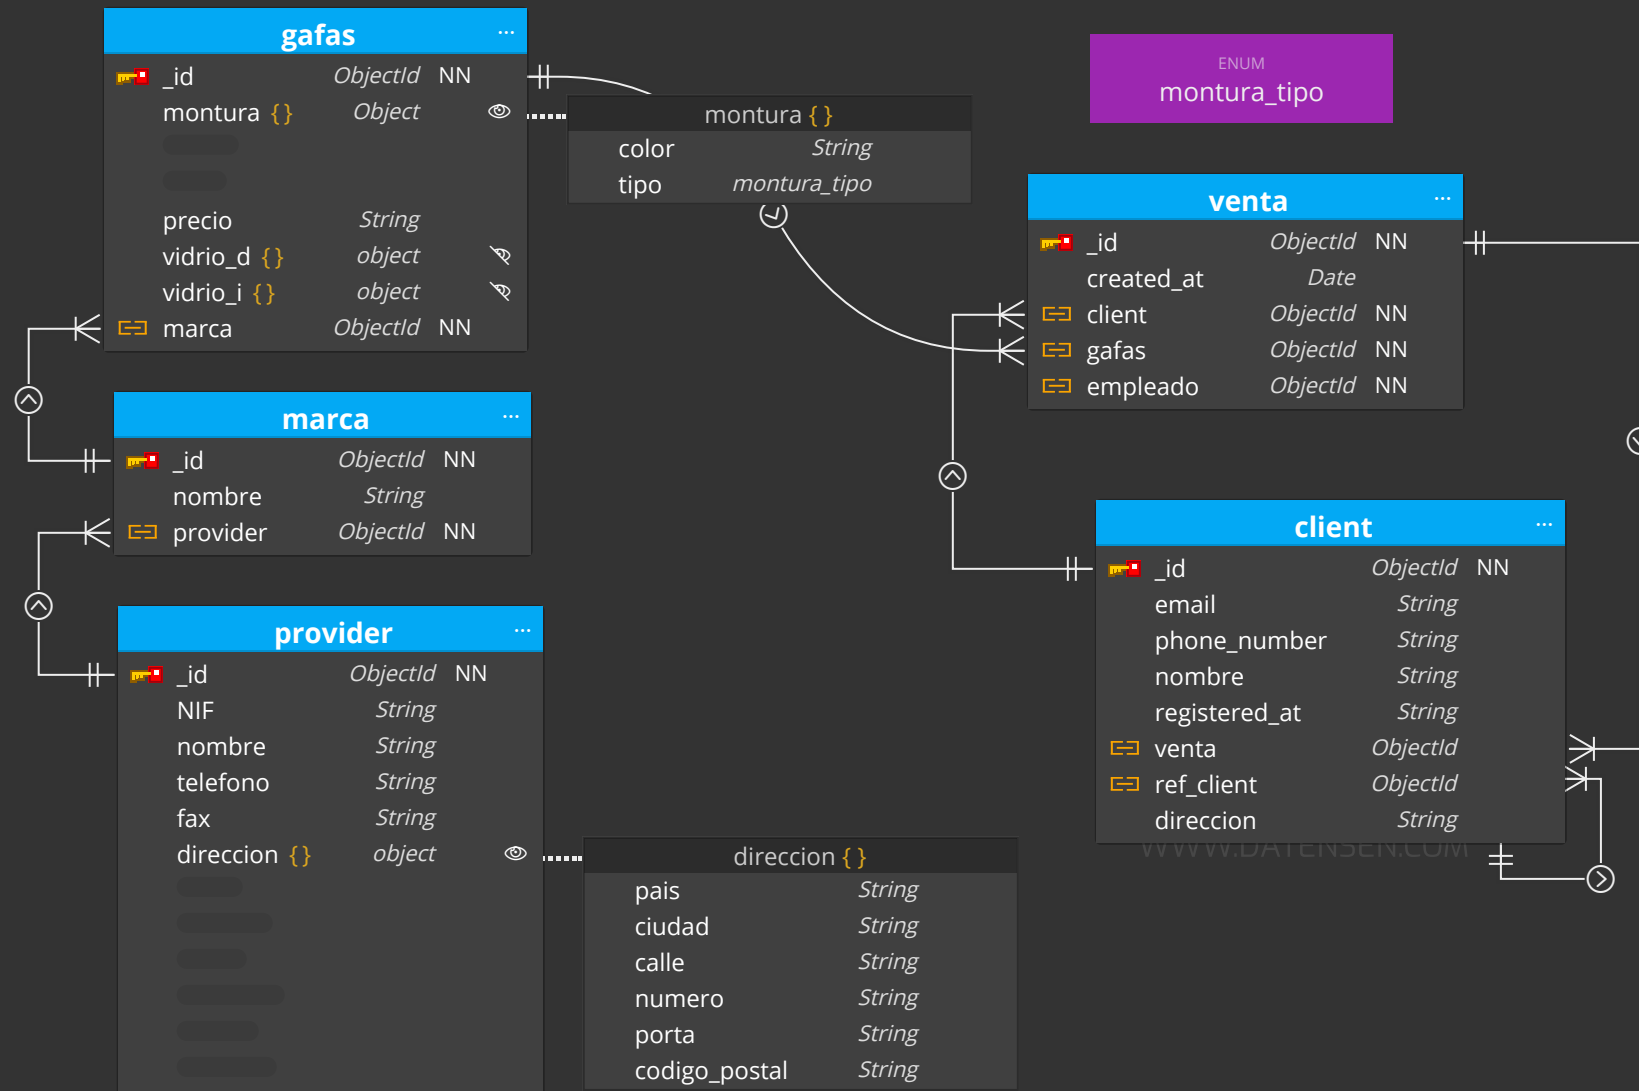 gafas ...
_id ObjectId NN
montura { } Object
precio String
vidrio_d { } object
vidrio_i { } object
marca ObjectId NN
montura { }
color String
tipo montura_tipo
ENUM
montura_tipo
venta ...
_id ObjectId NN
created_at Date
client ObjectId NN
gafas ObjectId NN
empleado ObjectId NN
marca ...
_id ObjectId NN
nombre String
provider ObjectId NN
client ...
_id ObjectId NN
email String
phone_number String
nombre String
registered_at String
venta ObjectId
ref_client ObjectId
direccion String
WWW.DATENSEN.COM
provider ...
_id ObjectId NN
NIF String
nombre String
telefono String
fax String
direccion { } object
direccion { }
pais String
ciudad String
calle String
numero String
porta String
codigo_postal String